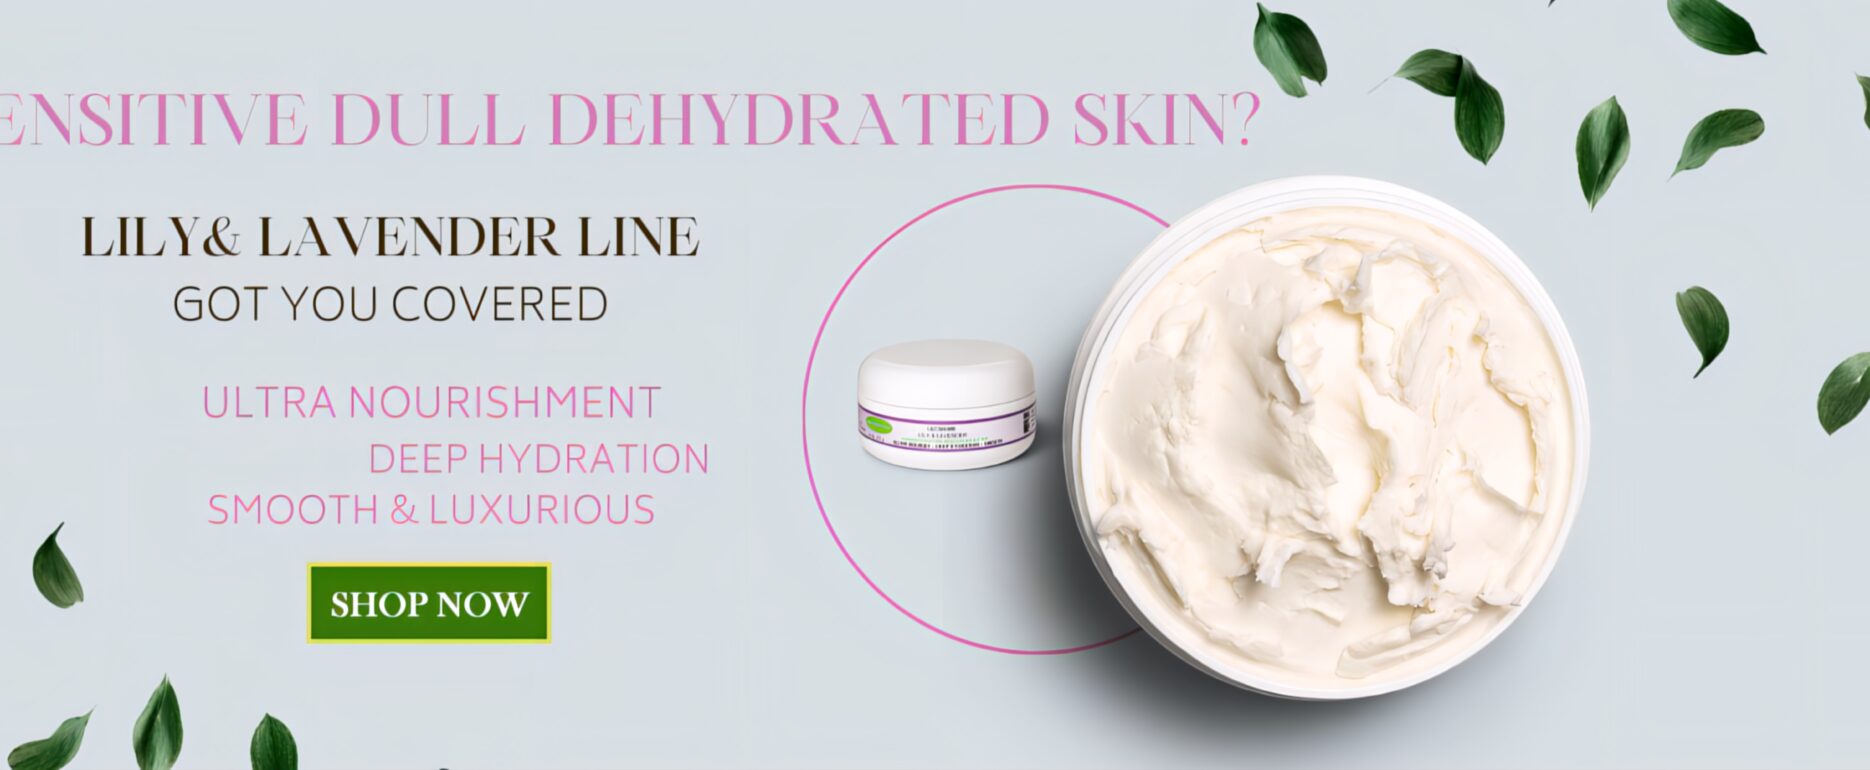 ENSITIVE DULL DEHYDRATED SKIN?
LILY& LAVENDER LINE
GOT YOU COVERED
ULTRA NOURISHMENT
DEEP HYDRATION
SMOOTH & LUXURIOUS
SHOP NOW